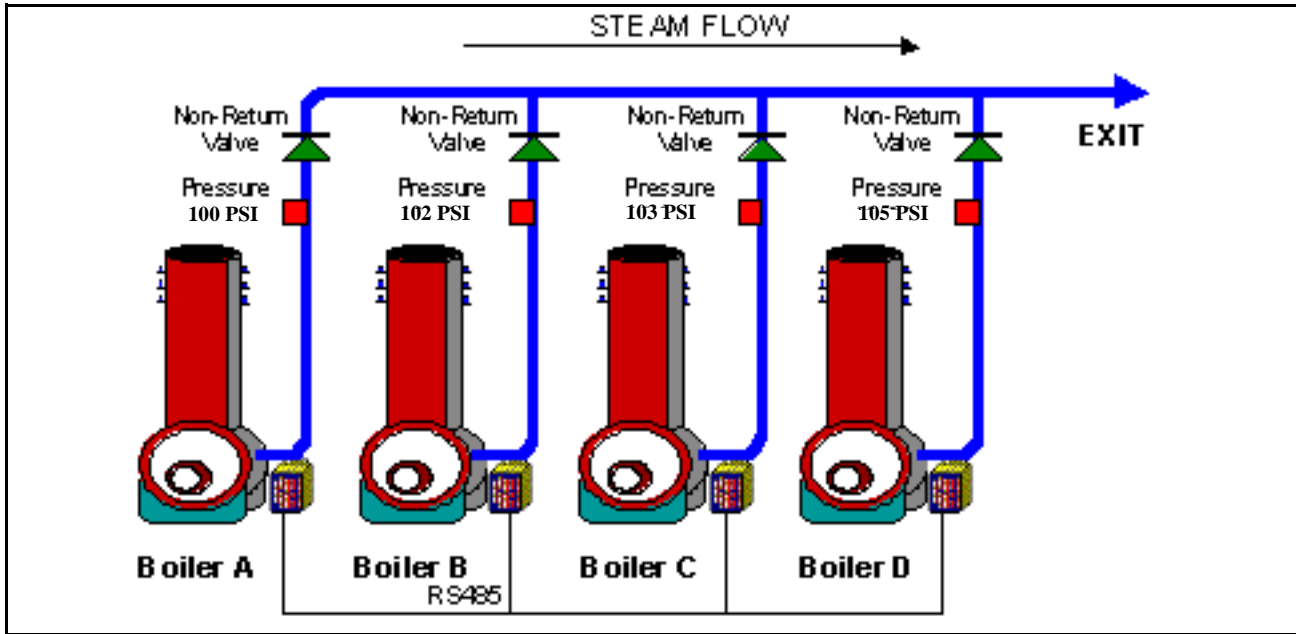 STEAM FLOW
Non-Return
Valve
Non-Return
Valve
Non-Return
Valve
Non-Return
Valve
EXIT
Pressure
100 PSI
Pressure
102 PSI
Pressure
103 PSI
Pressure
105 PSI
Boiler A
Boiler B
Boiler C
Boiler D
RS485